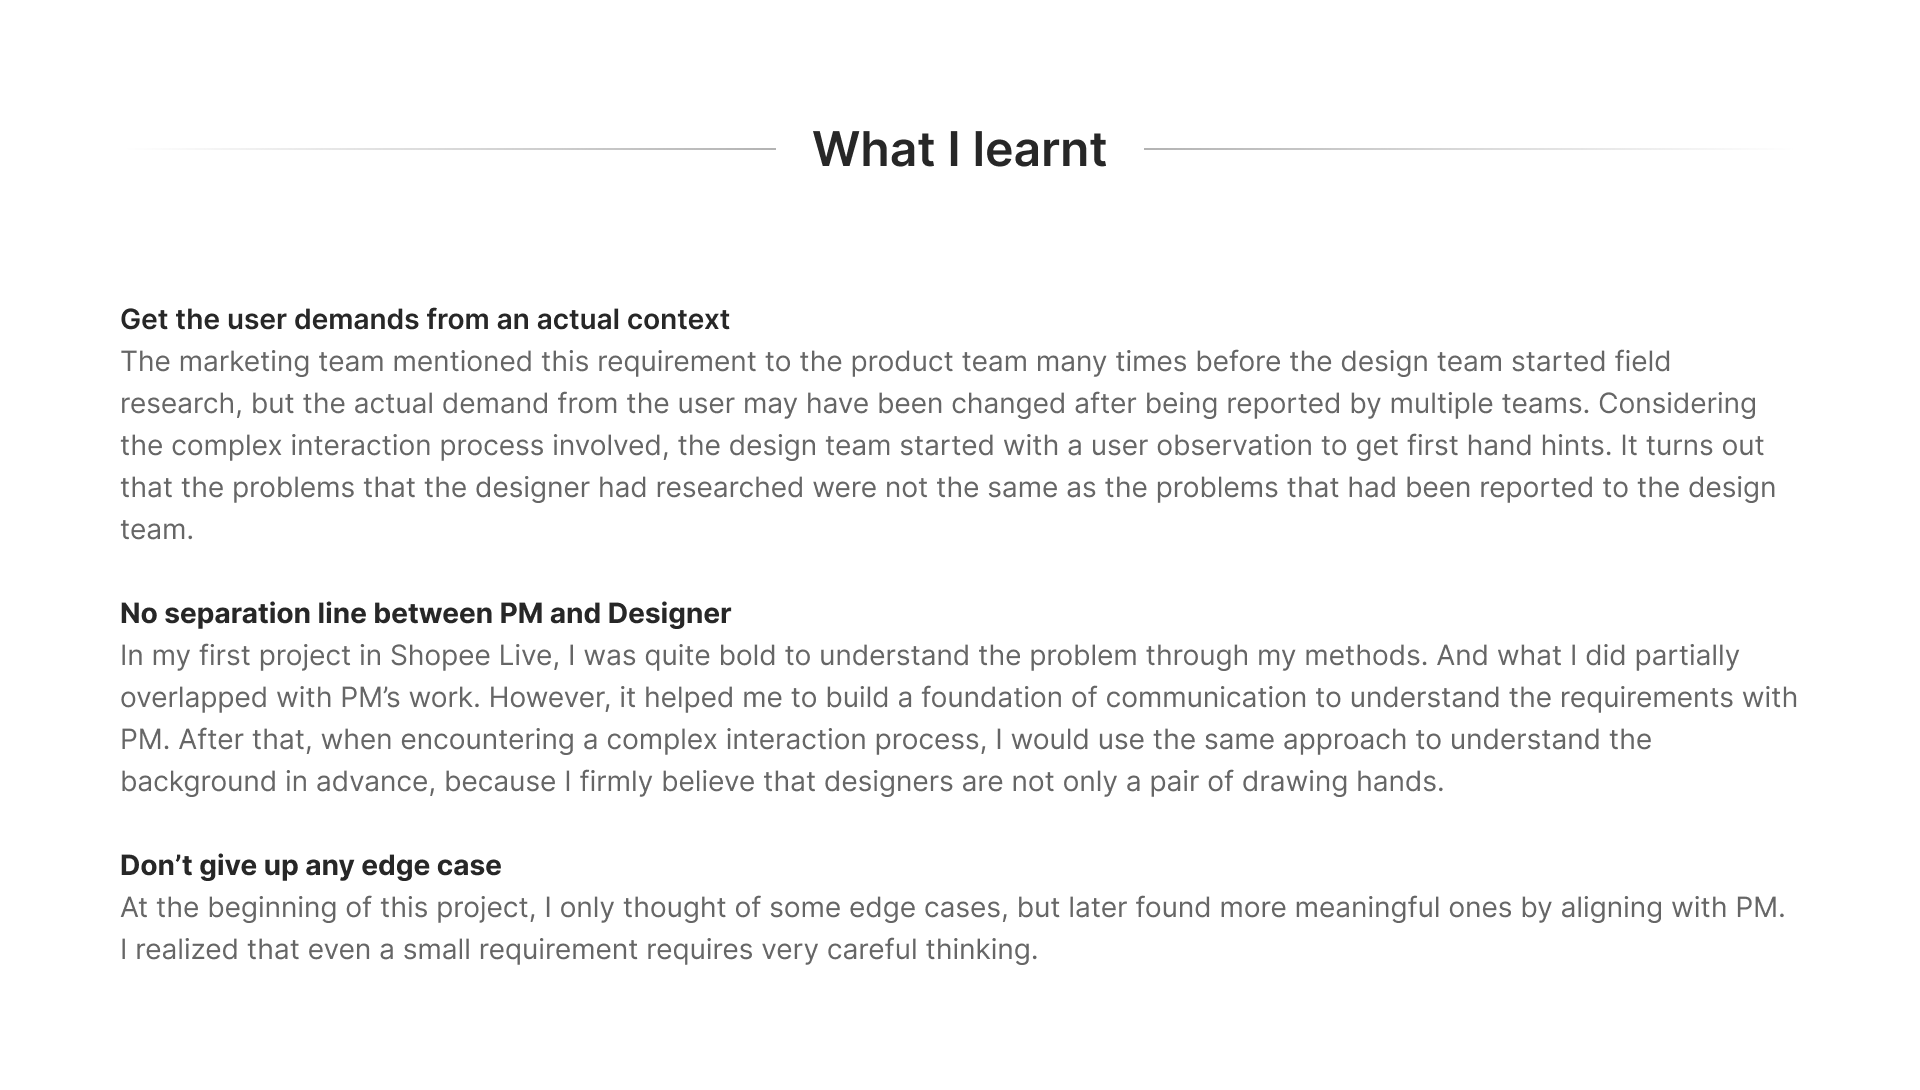 What I learnt
Get the user demands from an actual context
The marketing team mentioned this requirement to the product team many times before the design team started field
research, but the actual demand from the user may have been changed after being reported by multiple teams. Considering
the complex interaction process involved, the design team started with a user observation to get first hand hints. It turns out
that the problems that the designer had researched were not the same as the problems that had been reported to the design
team.
No separation line between PM and Designer
In my first project in Shopee Live, I was quite bold to understand the problem through my methods. And what I did partially
overlapped with PM’s work. However, it helped me to build a foundation of communication to understand the requirements with
PM. After that, when encountering a complex interaction process, I would use the same approach to understand the
background in advance, because I firmly believe that designers are not only a pair of drawing hands.
Don’t give up any edge case
At the beginning of this project, I only thought of some edge cases, but later found more meaningful ones by aligning with PM.
I realized that even a small requirement requires very careful thinking.